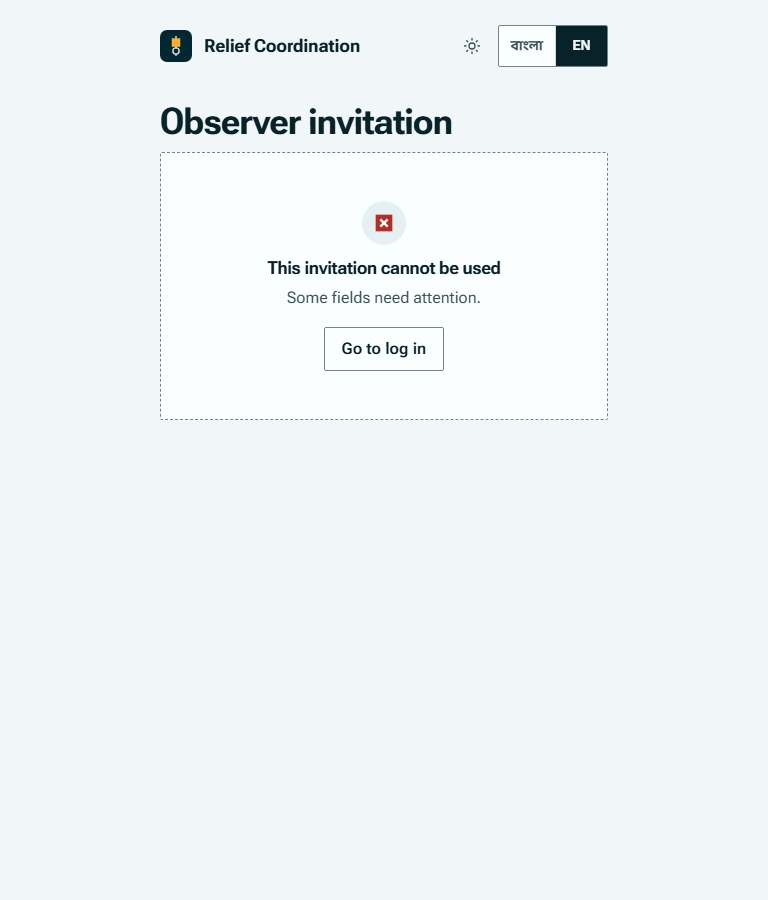 Relief Coordination
বাংলা
EN
Observer invitation
This invitation cannot be used
Some fields need attention.
Go to log in